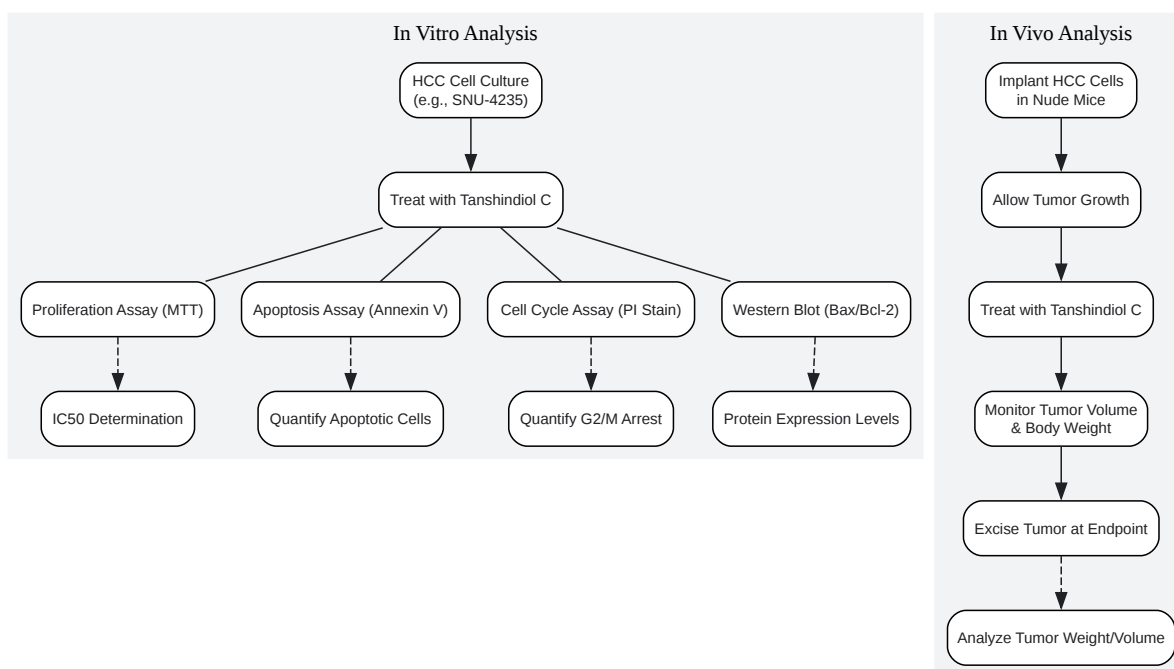 In Vitro Analysis
HCC Cell Culture
(e.g., SNU-4235)
Treat with Tanshindiol C
Proliferation Assay (MTT)
Apoptosis Assay (Annexin V)
Cell Cycle Assay (PI Stain)
Western Blot (Bax/Bcl-2)
IC50 Determination
Quantify Apoptotic Cells
Quantify G2/M Arrest
Protein Expression Levels
In Vivo Analysis
Implant HCC Cells
in Nude Mice
Allow Tumor Growth
Treat with Tanshindiol C
Monitor Tumor Volume
& Body Weight
Excise Tumor at Endpoint
Analyze Tumor Weight/Volume